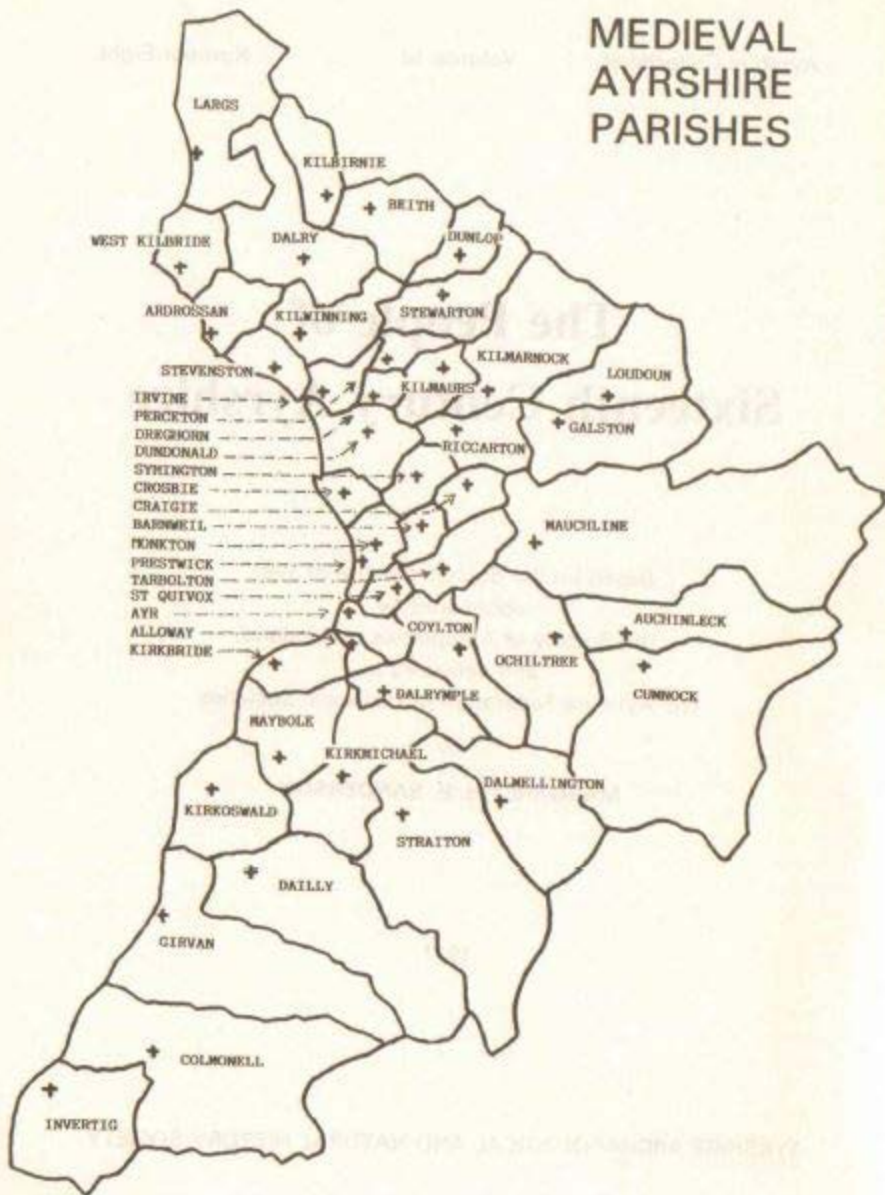 MEDIEVAL
AYRSHIRE
PARISHES
LARGS
KILBIRNIE
BEITH
WEST KILBRIDE
DALRY
DUNLOP
ARDROSSAN
KILWINNING
STEWARTON
STEVENSTON
KILMARNOCK
LOUDOUN
KILMAURS
IRVINE
PERCETON
DREGHORN
DUNDONALD
SYMINGTON
CROSBIE
CRAIGIE
BARNWEIL
MONKTON
PRESTWICK
TARBOLTON
ST QUIVOX
AYR
ALLOWAY
KIRKBRIDE
GALSTON
RICCARTON
MAUCHLINE
COYLTON
AUCHINLECK
OCHILTREE
CUMNOCK
DALRYMPLE
MAYBOLE
KIRKMICHAEL
DALMELLINGTON
KIRKOSWALD
STRAITON
DAILLY
GIRVAN
COLMONELL
INVERTIG